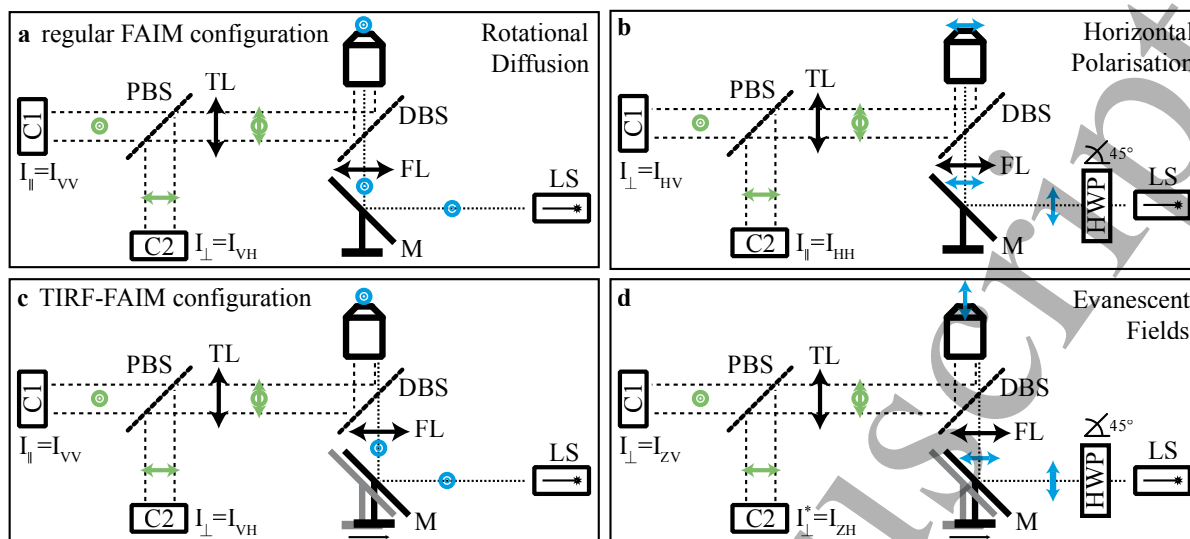 a regular FAIM configuration
Rotational
Diffusion
PBS
TL
DBS
C1
I∥=IVV
FL
LS
C2
I⊥=IVH
M
b
Horizontal
Polarisation
PBS
TL
DBS
C1
I⊥=IHV
FL
45°
HWP
LS
C2
I∥=IHH
M
c TIRF-FAIM configuration
PBS
TL
DBS
C1
I∥=IVV
FL
LS
C2
I⊥=IVH
M
d
Evanescent
Fields
PBS
TL
DBS
C1
I⊥=IZV
FL
45°
HWP
LS
C2
I⊥*=IZH
M